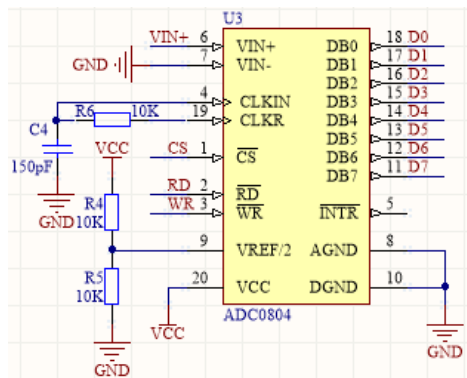 U3
VIN+ 6 VIN+ DB0 18 D0
GND 7 VIN- DB1 17 D1
DB2 16 D2
4 CLKIN DB3 15 D3
R6 10K 19 CLKR DB4 14 D4
C4 DB5 13 D5
150pF VCC CS 1 CS DB6 12 D6
DB7 11 D7
RD 2 RD
GND R4 10K WR 3 WR INTR 5
9 VREF/2 AGND 8
R5 10K 20 VCC DGND 10
VCC ADC0804
GND GND